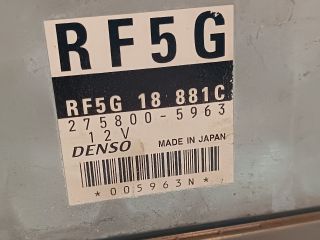 RF5G
RF5G 18 881C
275800-5963
12V
DENSO MADE IN JAPAN
*005963N*